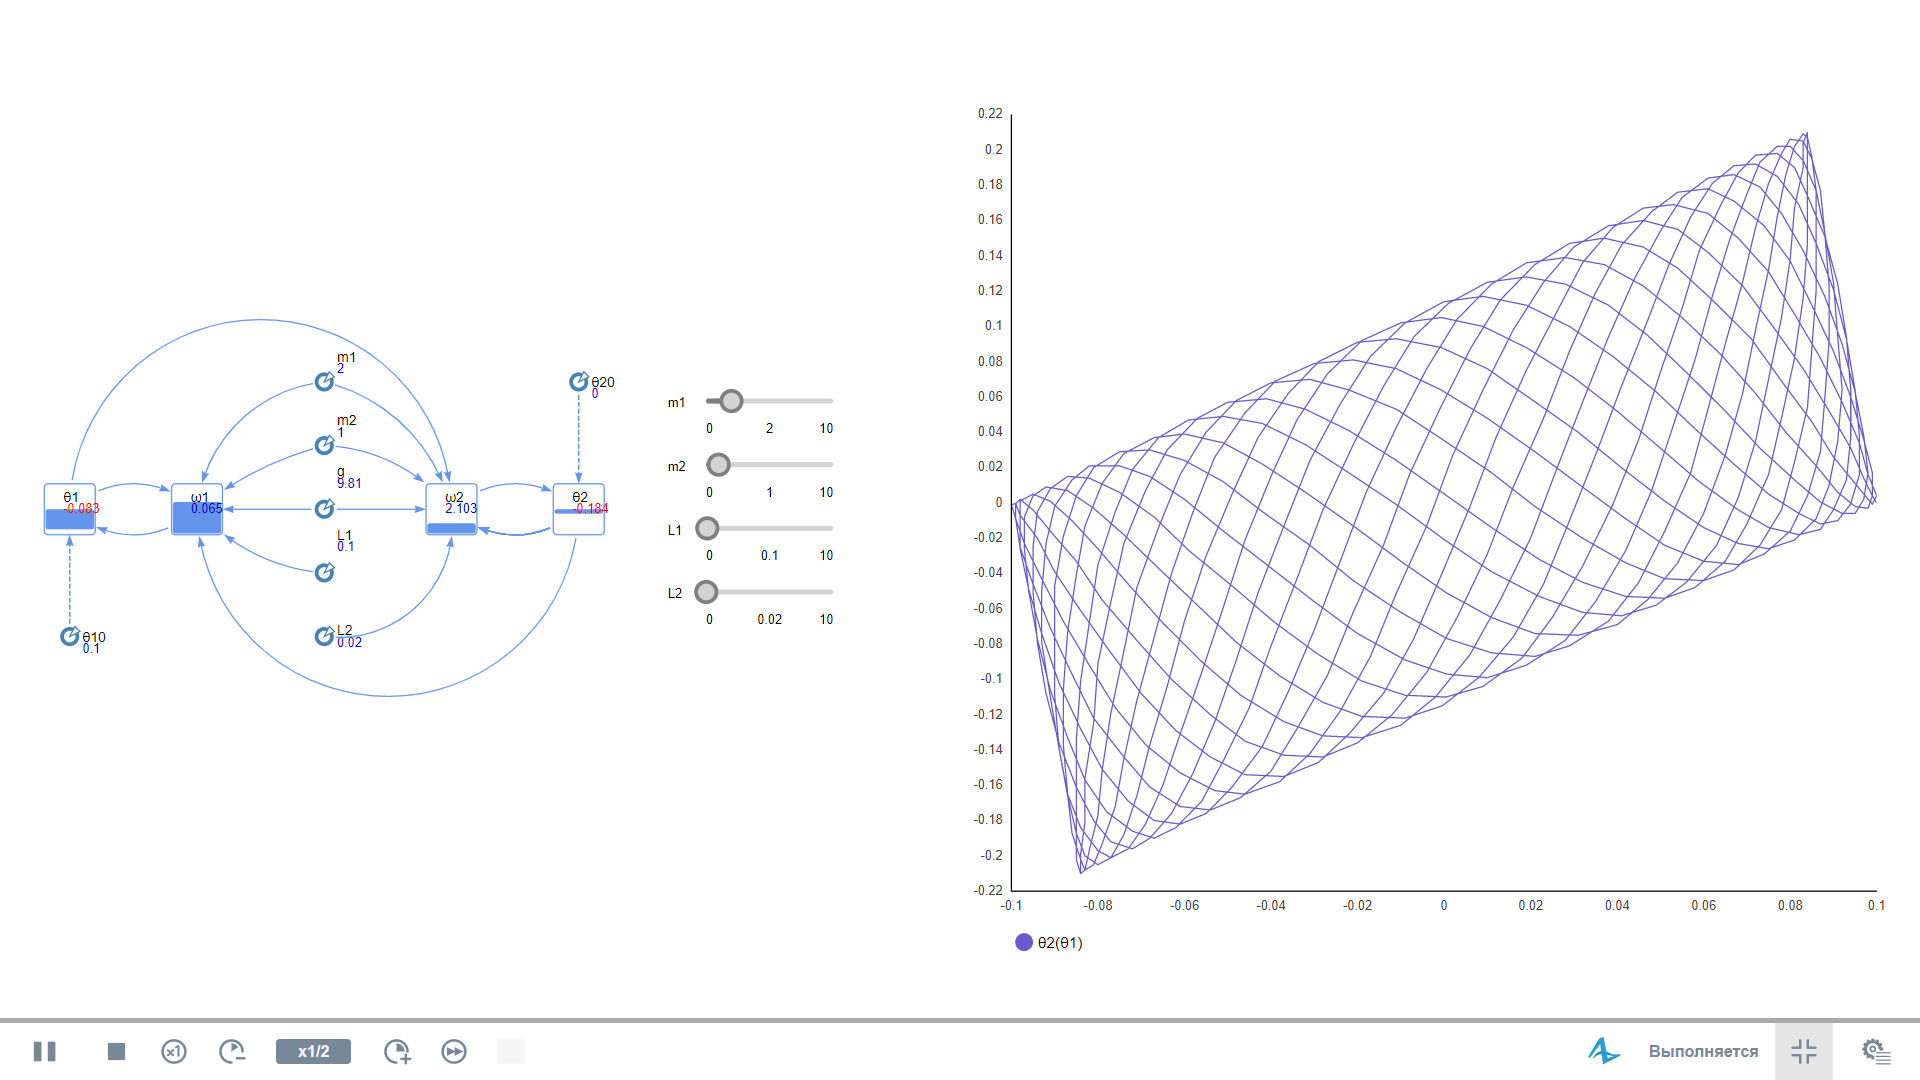 m1
2
m2
1
g
9.81
L1
0.1
L2
0.02
θ1
-0.083
ω1
0.065
ω2
2.103
θ2
-0.184
θ20
0
θ10
0.1
m1
0 2 10
m2
0 1 10
L1
0 0.1 10
L2
0 0.02 10
0.22
0.2
0.18
0.16
0.14
0.12
0.1
0.08
0.06
0.04
0.02
0
-0.02
-0.04
-0.06
-0.08
-0.1
-0.12
-0.14
-0.16
-0.18
-0.2
-0.22
-0.1 -0.08 -0.06 -0.04 -0.02 0 0.02 0.04 0.06 0.08 0.1
θ2(θ1)
x1
x1/2
Выполняется